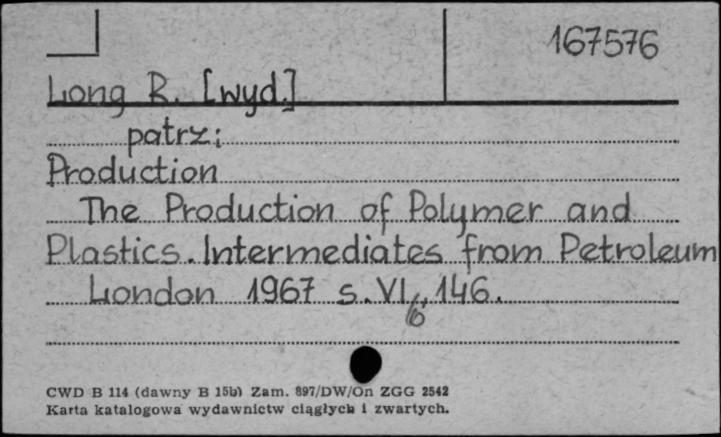 167576
Long R. [wyd.]
patrz:
Production
The Production of Polymer and
Plastics. Intermediates from Petroleum
London 1967 s. VI, 146.
6
CWD B 114 (dawny B 15b) Zam. 897/DW/On ZGG 2542
Karta katalogowa wydawnictw ciągłych i zwartych.